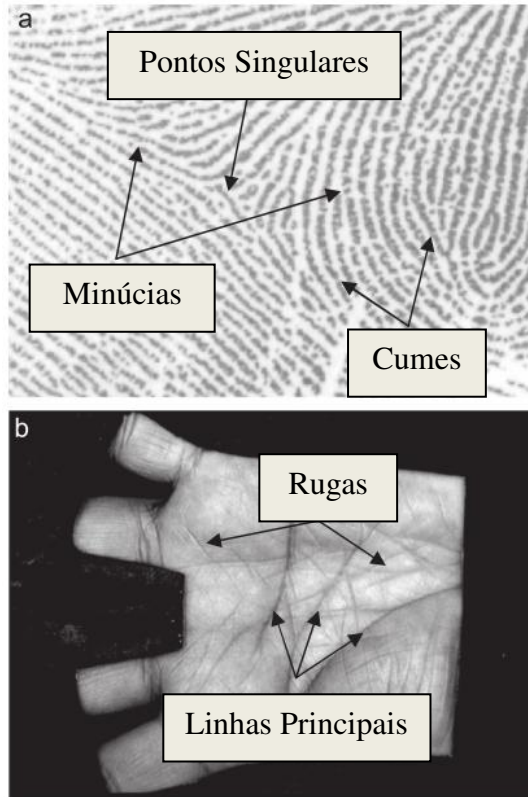 a
Pontos Singulares
Minúcias
Cumes
b
Rugas
Linhas Principais